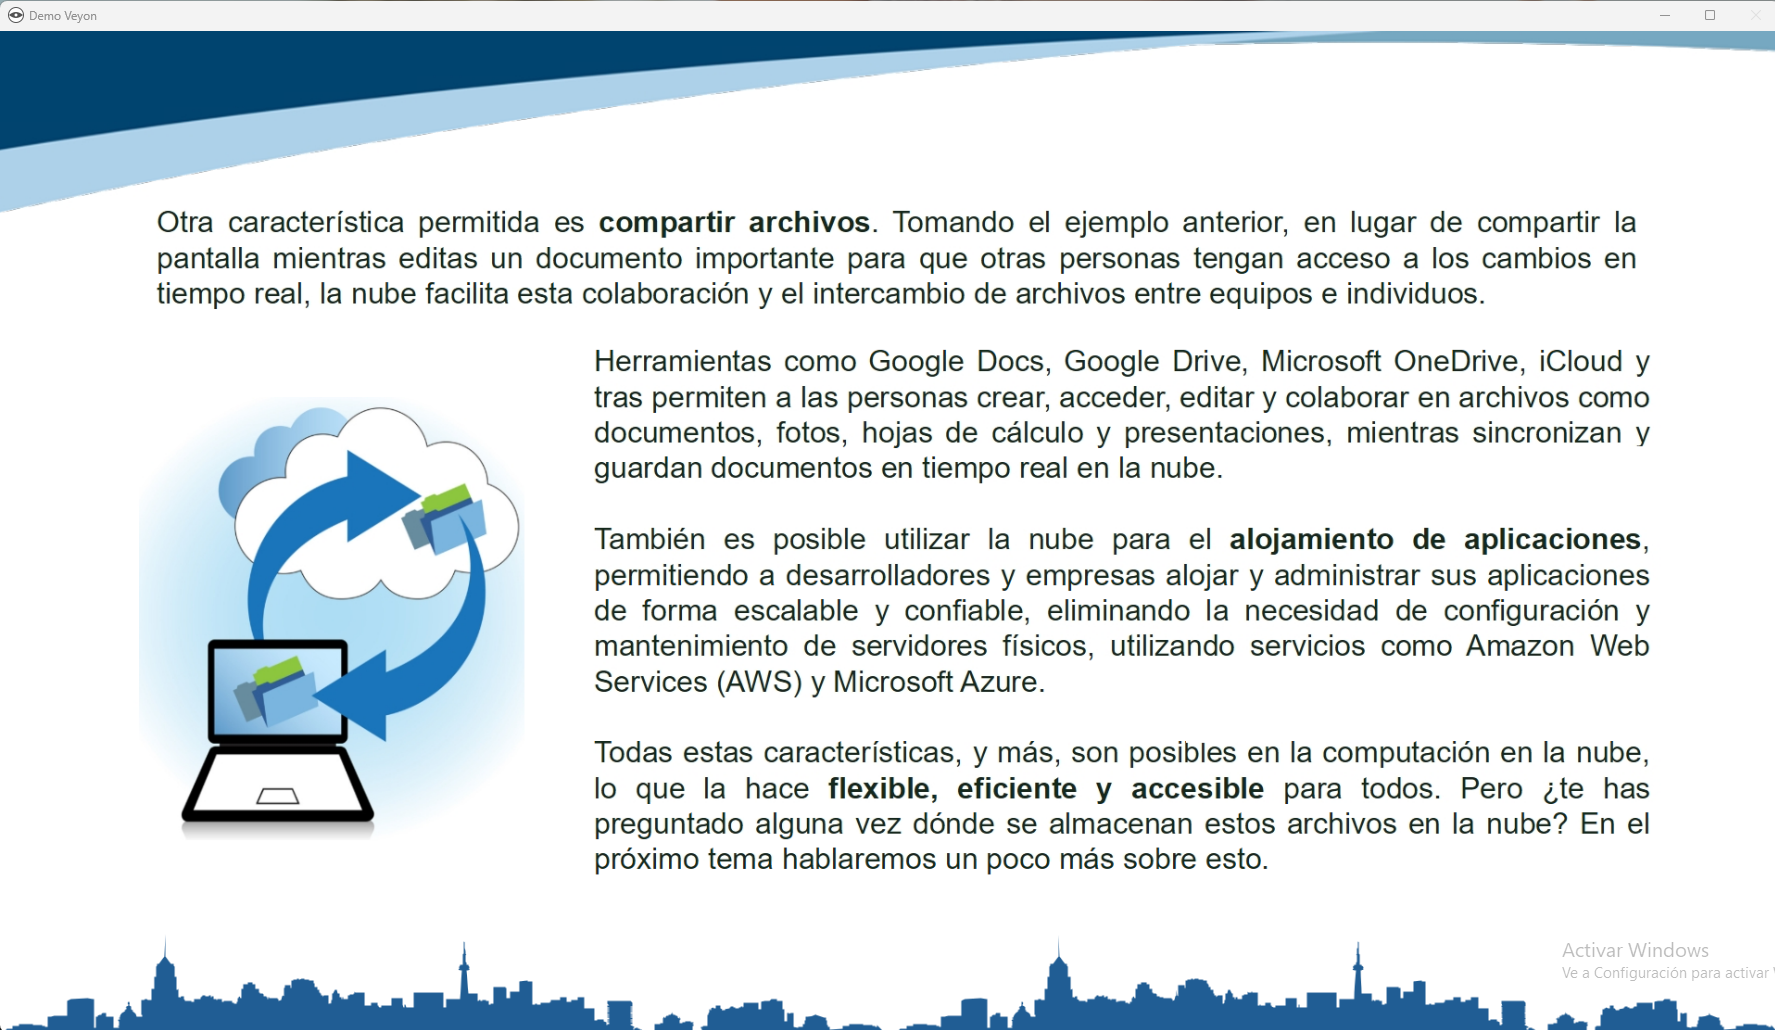 Demo Veyon
Otra característica permitida es compartir archivos. Tomando el ejemplo anterior, en lugar de compartir la
pantalla mientras editas un documento importante para que otras personas tengan acceso a los cambios en
tiempo real, la nube facilita esta colaboración y el intercambio de archivos entre equipos e individuos.
Herramientas como Google Docs, Google Drive, Microsoft OneDrive, iCloud y
tras permiten a las personas crear, acceder, editar y colaborar en archivos como
documentos, fotos, hojas de cálculo y presentaciones, mientras sincronizan y
guardan documentos en tiempo real en la nube.
También es posible utilizar la nube para el alojamiento de aplicaciones,
permitiendo a desarrolladores y empresas alojar y administrar sus aplicaciones
de forma escalable y confiable, eliminando la necesidad de configuración y
mantenimiento de servidores físicos, utilizando servicios como Amazon Web
Services (AWS) y Microsoft Azure.
Todas estas características, y más, son posibles en la computación en la nube,
lo que la hace flexible, eficiente y accesible para todos. Pero ¿te has
preguntado alguna vez dónde se almacenan estos archivos en la nube? En el
próximo tema hablaremos un poco más sobre esto.
Activar Windows
Ve a Configuración para activar